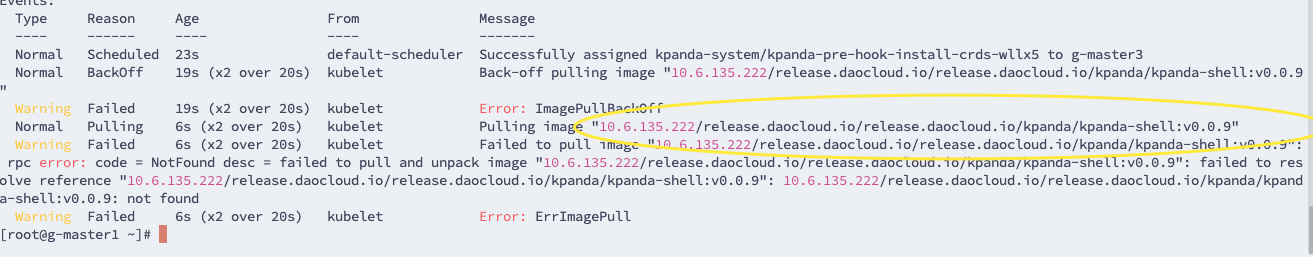 Events:
Type Reason Age From Message
---- ------ ---- ---- -------
Normal Scheduled 23s default-scheduler Successfully assigned kpanda-system/kpanda-pre-hook-install-crds-wllx5 to g-master3
Normal BackOff 19s (x2 over 20s) kubelet Back-off pulling image "10.6.135.222/release.daocloud.io/release.daocloud.io/kpanda/kpanda-shell:v0.0.9
"
Warning Failed 19s (x2 over 20s) kubelet Error: ImagePullBackOff
Normal Pulling 6s (x2 over 20s) kubelet Pulling image "10.6.135.222/release.daocloud.io/release.daocloud.io/kpanda/kpanda-shell:v0.0.9"
Warning Failed 6s (x2 over 20s) kubelet Failed to pull image "10.6.135.222/release.daocloud.io/release.daocloud.io/kpanda/kpanda-shell:v0.0.9":
rpc error: code = NotFound desc = failed to pull and unpack image "10.6.135.222/release.daocloud.io/release.daocloud.io/kpanda/kpanda-shell:v0.0.9": failed to res
olve reference "10.6.135.222/release.daocloud.io/release.daocloud.io/kpanda/kpanda-shell:v0.0.9": 10.6.135.222/release.daocloud.io/release.daocloud.io/kpanda/kpand
a-shell:v0.0.9: not found
Warning Failed 6s (x2 over 20s) kubelet Error: ErrImagePull
[root@g-master1 ~]#